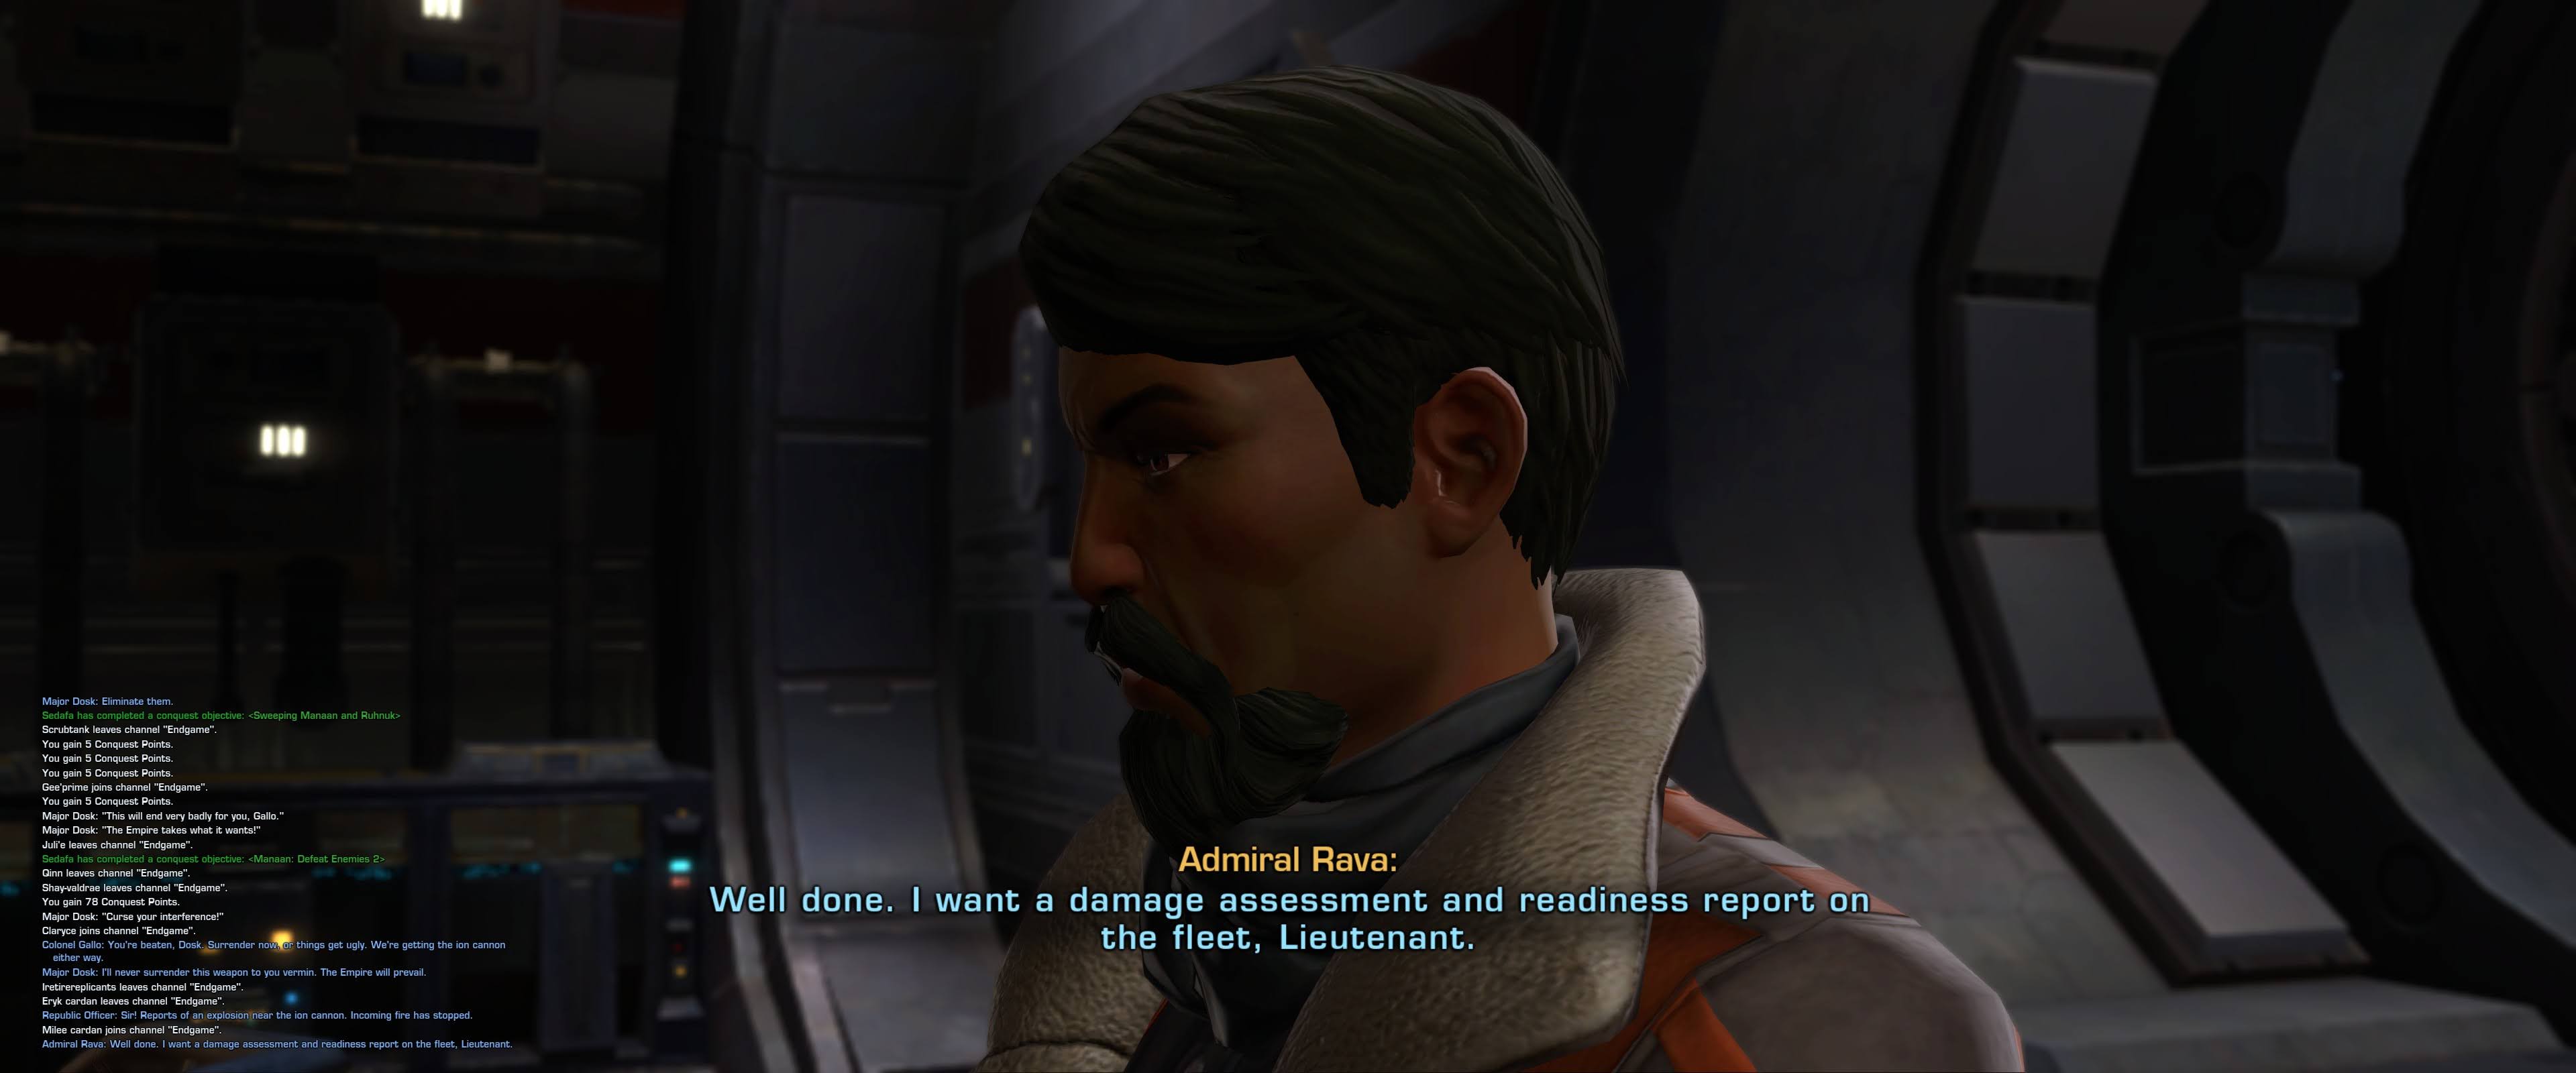 Major Dosk: Eliminate them.
Sedafa has completed a conquest objective: <Sweeping Manaan and Ruhnuk>
Scrubtank leaves channel "Endgame".
You gain 5 Conquest Points.
You gain 5 Conquest Points.
You gain 5 Conquest Points.
Gee'prime joins channel "Endgame".
You gain 5 Conquest Points.
Major Dosk: "This will end very badly for you, Gallo."
Major Dosk: "The Empire takes what it wants!"
Juli'e leaves channel "Endgame".
Sedafa has completed a conquest objective: <Manaan: Defeat Enemies 2>
Qinn leaves channel "Endgame".
Shay-valdrae leaves channel "Endgame".
You gain 78 Conquest Points.
Major Dosk: "Curse your interference!"
Claryce joins channel "Endgame".
Colonel Gallo: You're beaten, Dosk. Surrender now, or things get ugly. We're getting the ion cannon
either way.
Major Dosk: I'll never surrender this weapon to you vermin. The Empire will prevail.
Iretirereplicants leaves channel "Endgame".
Eryk cardan leaves channel "Endgame".
Republic Officer: Sir! Reports of an explosion near the ion cannon. Incoming fire has stopped.
Milee cardan joins channel "Endgame".
Admiral Rava: Well done. I want a damage assessment and readiness report on the fleet, Lieutenant.
Admiral Rava:
Well done. I want a damage assessment and readiness report on
the fleet, Lieutenant.